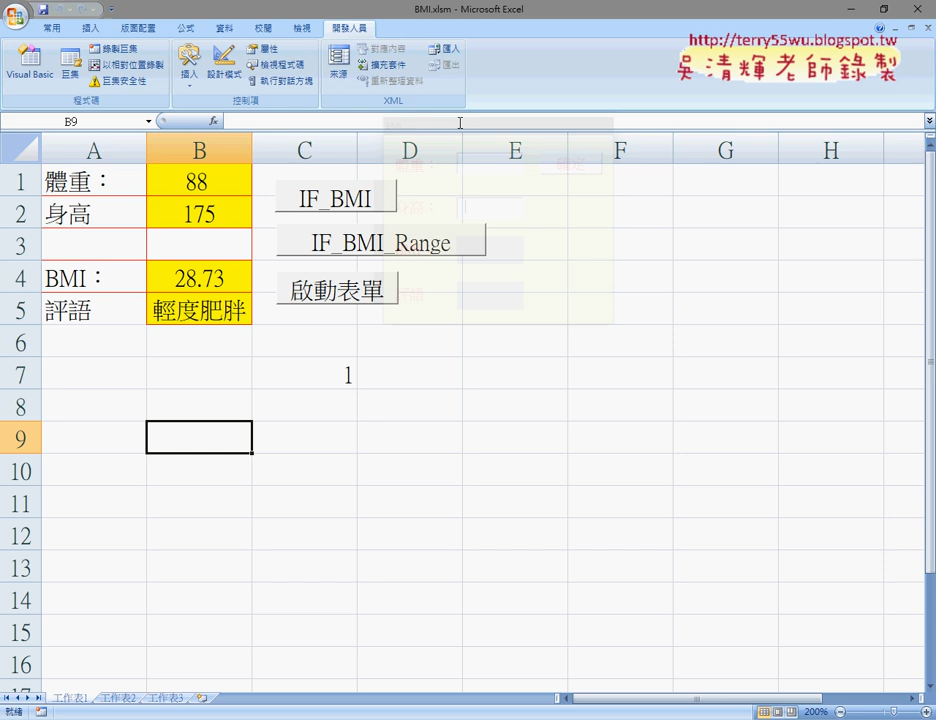 BMI.xlsm - Microsoft Excel
常用 插入 版面配置 公式 資料 校閱 檢視 開發人員
http://terry55wu.blogspot.tw
吳清輝老師錄製
Visual Basic 巨集 錄製巨集 以相對位置錄製 巨集安全性
插入 設計模式 屬性 檢視程式碼 執行對話方塊
來源 對應內容 擴充套件 重新整理資料 匯入 匯出
程式碼 控制項 XML
B9 fx
A B C D E F G H
1 體重： 88 IF_BMI
2 身高 175
3 IF_BMI_Range
4 BMI： 28.73 啟動表單
5 評語 輕度肥胖
6
7 1
8
9
10
11
12
13
14
15
16
工作表1 工作表2 工作表3
就緒 200%